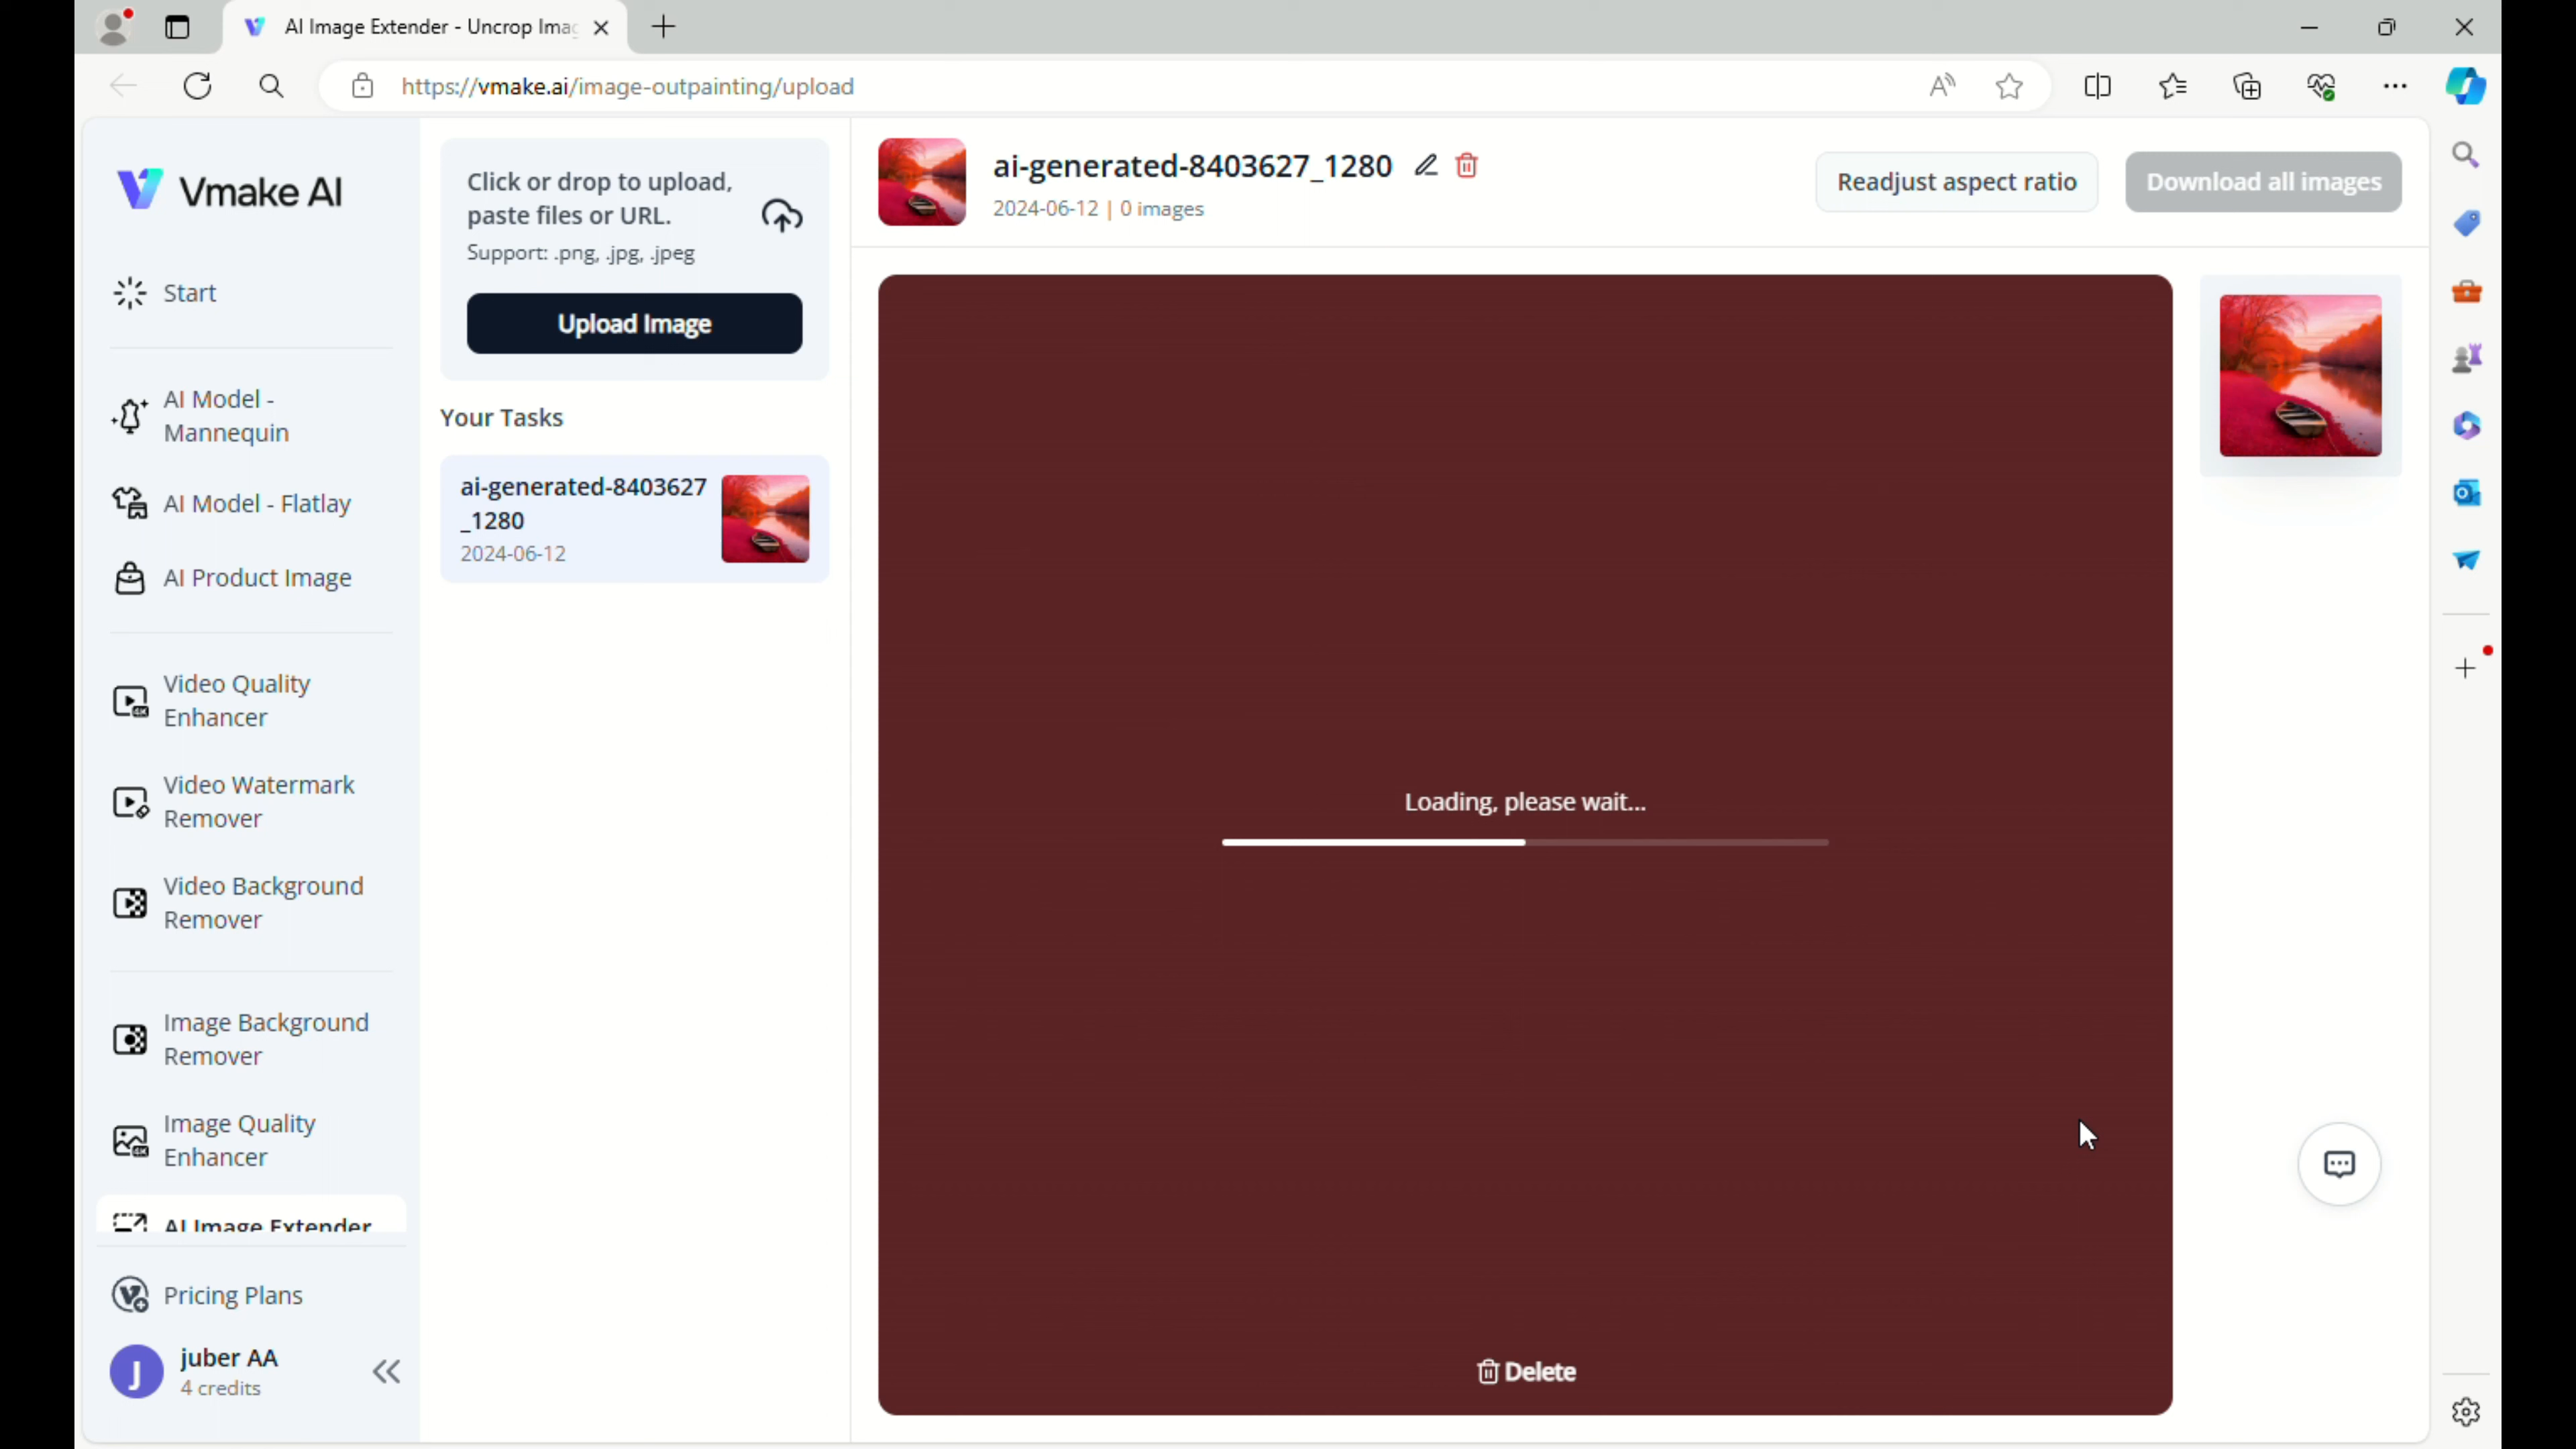 AI Image Extender - Uncrop Imag
https://vmake.ai/image-outpainting/upload
Vmake AI
Start
AI Model -
Mannequin
AI Model - Flatlay
AI Product Image
Video Quality
Enhancer
Video Watermark
Remover
Video Background
Remover
Image Background
Remover
Image Quality
Enhancer
AI Image Extender
Pricing Plans
J
juber AA
4 credits
Click or drop to upload,
paste files or URL.
Support: .png, .jpg, .jpeg
Upload Image
Your Tasks
ai-generated-8403627
_1280
2024-06-12
ai-generated-8403627_1280
2024-06-12 | 0 images
Readjust aspect ratio
Download all images
Loading, please wait...
Delete